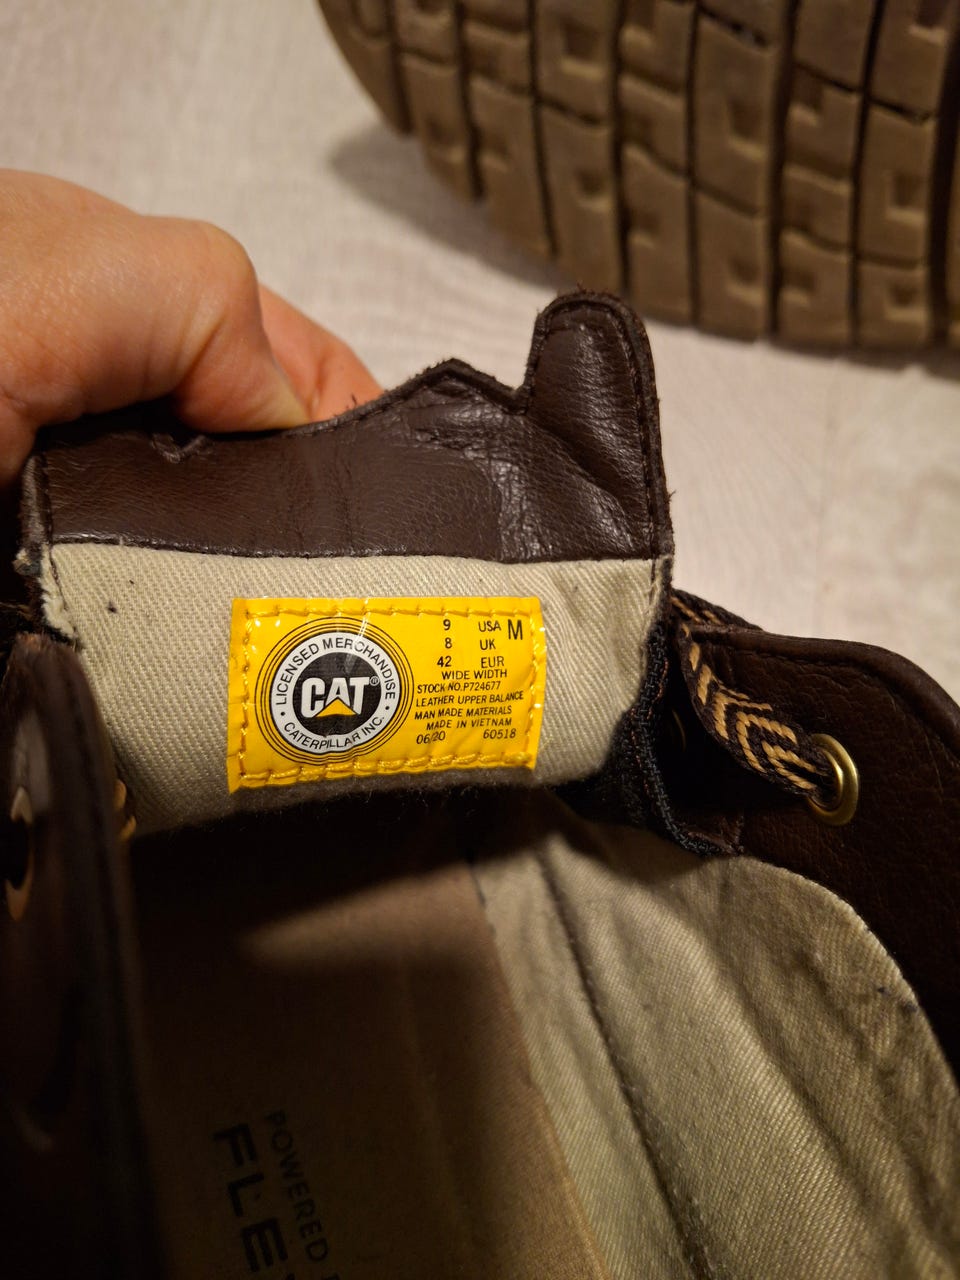 LICENSED MERCHANDISE
CAT®
CATERPILLAR INC.
9 USA M
8 UK
42 EUR
WIDE WIDTH
STOCK NO.P724677
LEATHER UPPER BALANCE
MAN MADE MATERIALS
MADE IN VIETNAM
06/20 60518
POWERED